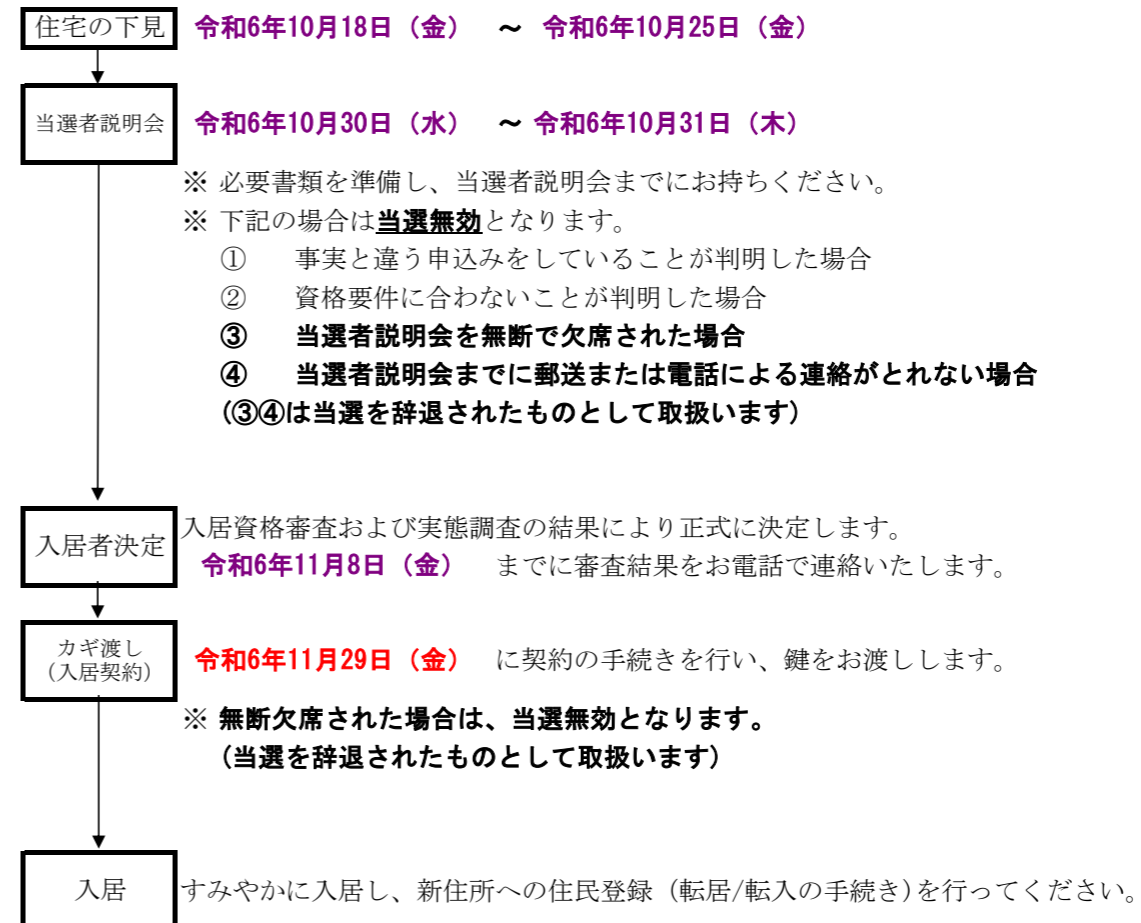 住宅の下見 令和6年10月18日（金） ～ 令和6年10月25日（金）
当選者説明会 令和6年10月30日（水） ～ 令和6年10月31日（木）
※ 必要書類を準備し、当選者説明会までにお持ちください。
※ 下記の場合は当選無効となります。
① 事実と違う申込みをしていることが判明した場合
② 資格要件に合わないことが判明した場合
③ 当選者説明会を無断で欠席された場合
④ 当選者説明会までに郵送または電話による連絡がとれない場合
(③④は当選を辞退されたものとして取扱います)
入居者決定 入居資格審査および実態調査の結果により正式に決定します。
令和6年11月8日（金） までに審査結果をお電話で連絡いたします。
カギ渡し
(入居契約) 令和6年11月29日（金） に契約の手続きを行い、鍵をお渡しします。
※ 無断欠席された場合は、当選無効となります。
(当選を辞退されたものとして取扱います)
入居 すみやかに入居し、新住所への住民登録（転居/転入の手続き)を行ってください。